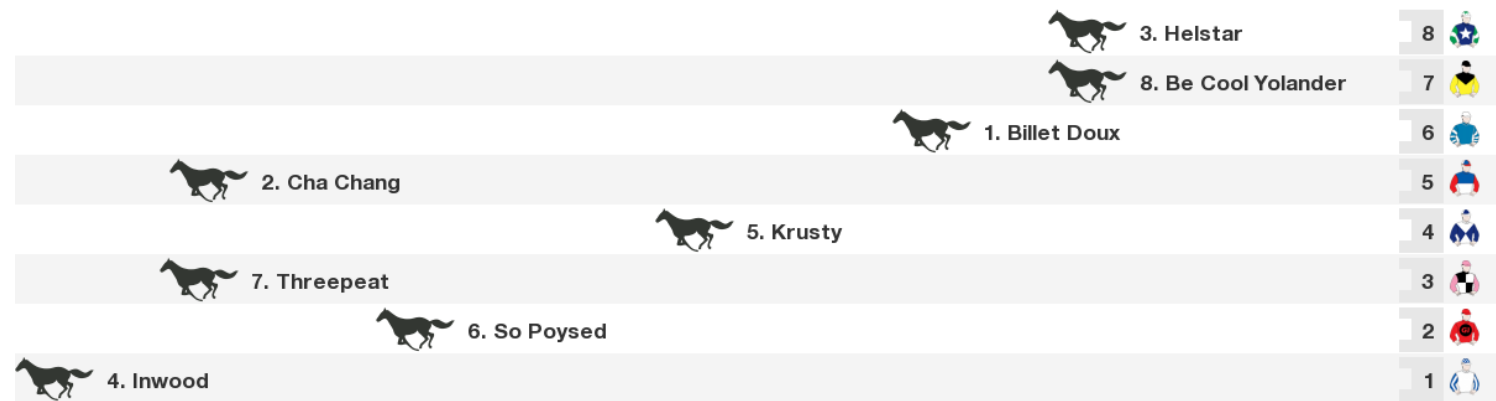 3. Helstar 8
8. Be Cool Yolander 7
1. Billet Doux 6
2. Cha Chang 5
5. Krusty 4
7. Threepeat 3
6. So Poysed 2
4. Inwood 1